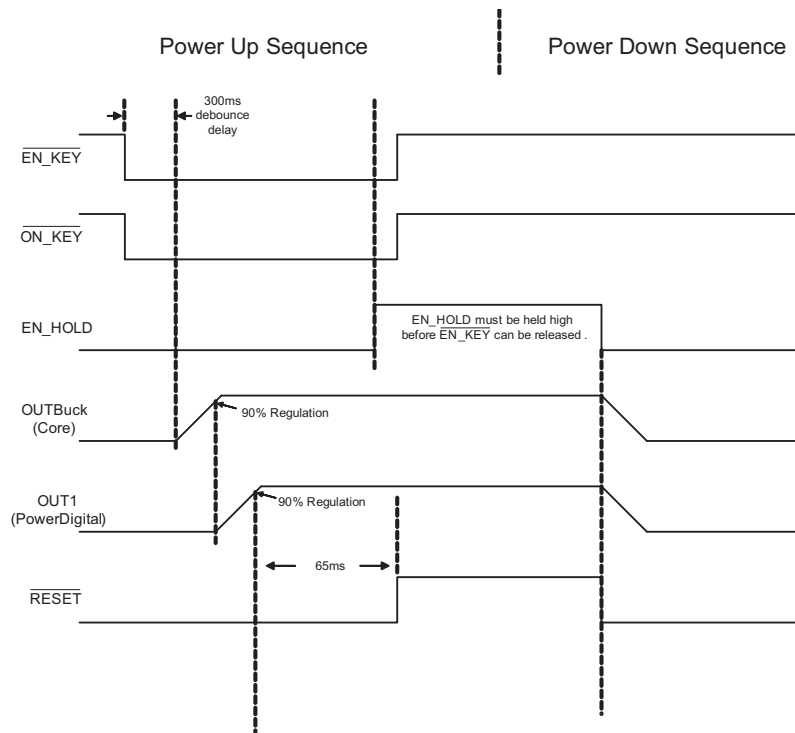 Power Up Sequence
Power Down Sequence
300ms
debounce
delay
EN_KEY
ON_KEY
EN_HOLD
EN_HOLD must be held high
before EN_KEY can be released .
OUTBuck
(Core)
90% Regulation
OUT1
(PowerDigital)
90% Regulation
65ms
RESET